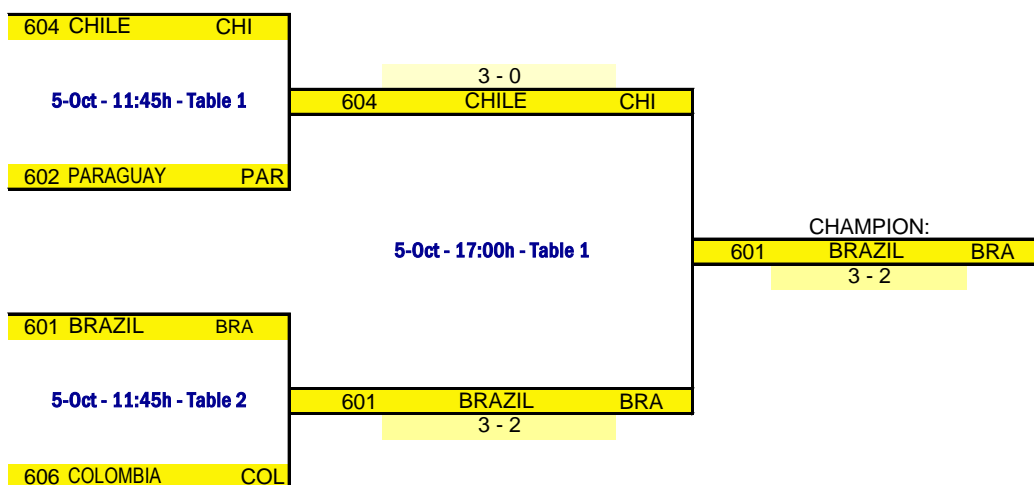 604 CHILE CHI
3 - 0
5-Oct - 11:45h - Table 1
604 CHILE CHI
602 PARAGUAY PAR
CHAMPION:
5-Oct - 17:00h - Table 1
601 BRAZIL BRA
3 - 2
601 BRAZIL BRA
5-Oct - 11:45h - Table 2
601 BRAZIL BRA
3 - 2
606 COLOMBIA COL